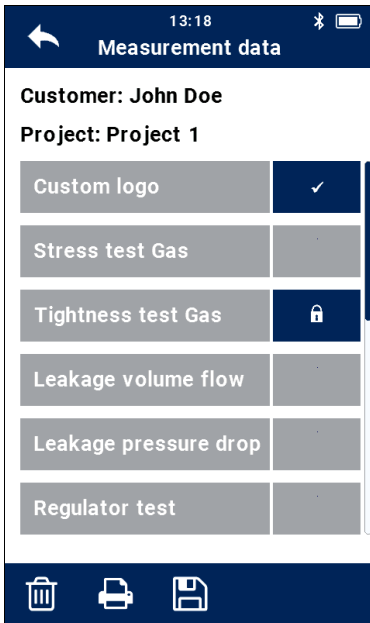 13:18
Measurement data
Customer: John Doe
Project: Project 1
Custom logo
Stress test Gas
Tightness test Gas
Leakage volume flow
Leakage pressure drop
Regulator test